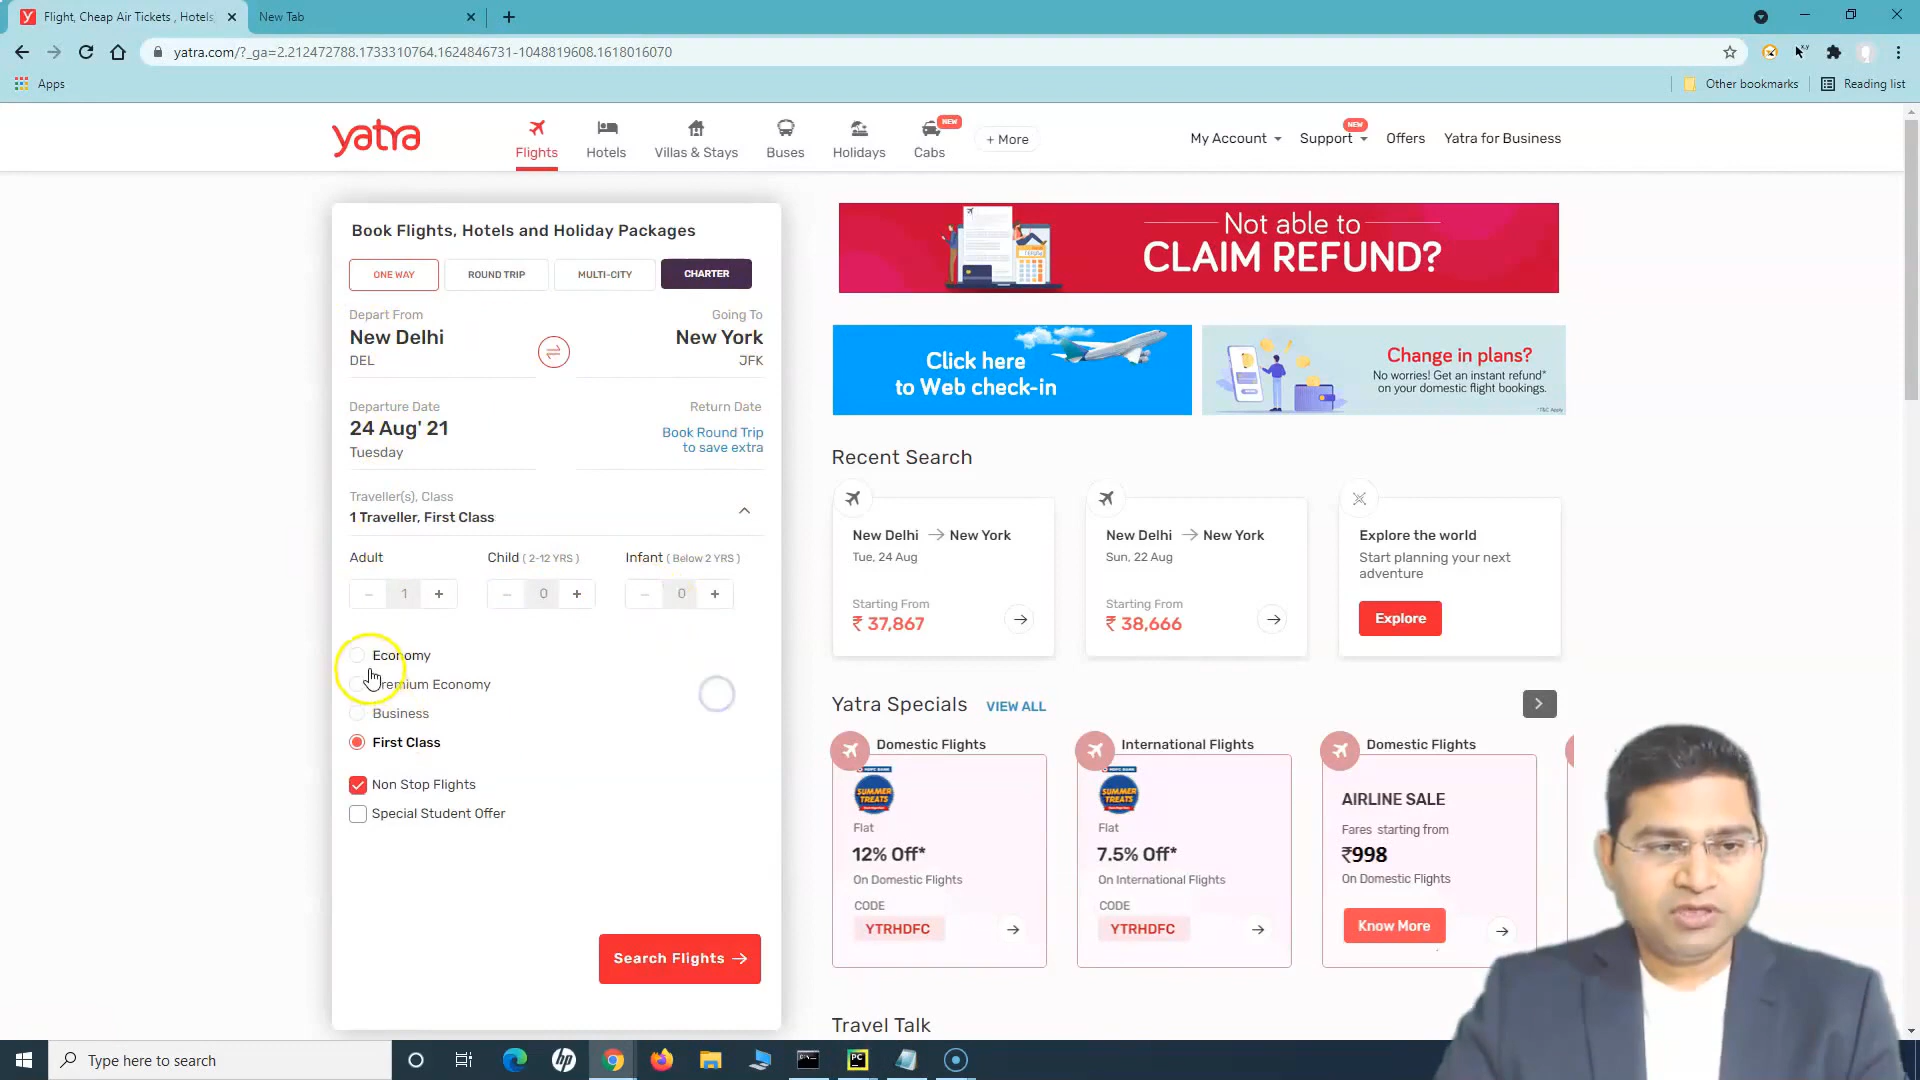 Flight, Cheap Air Tickets , Hotels,
New Tab
yatra.com/?_ga=2.212472788.1733310764.1624846731-1048819608.1618016070
Apps
Other bookmarks
Reading list
yatra
Flights
Hotels
Villas & Stays
Buses
Holidays
NEW
Cabs
+ More
My Account
NEW
Support
Offers
Yatra for Business
Book Flights, Hotels and Holiday Packages
ONE WAY
ROUND TRIP
MULTI-CITY
CHARTER
Depart From
New Delhi
DEL
Going To
New York
JFK
Departure Date
24 Aug' 21
Tuesday
Return Date
Book Round Trip
to save extra
Traveller(s), Class
1 Traveller, First Class
Adult
Child ( 2-12 YRS )
Infant ( Below 2 YRS )
− 1 +
− 0 +
− 0 +
Economy
Premium Economy
Business
First Class
Non Stop Flights
Special Student Offer
Search Flights →
Not able to
CLAIM REFUND?
Click here
to Web check-in
Change in plans?
No worries! Get an instant refund*
on your domestic flight bookings.
*T&C Apply
Recent Search
New Delhi → New York
Tue, 24 Aug
Starting From
₹ 37,867
New Delhi → New York
Sun, 22 Aug
Starting From
₹ 38,666
Explore the world
Start planning your next
adventure
Explore
Yatra Specials
VIEW ALL
Domestic Flights
HDFC BANK
SUMMER
TREATS
Flat
12% Off*
On Domestic Flights
CODE
YTRHDFC
International Flights
HDFC BANK
SUMMER
TREATS
Flat
7.5% Off*
On International Flights
CODE
YTRHDFC
Domestic Flights
AIRLINE SALE
Fares starting from
₹998
On Domestic Flights
Know More
Travel Talk
Type here to search
hp
PC